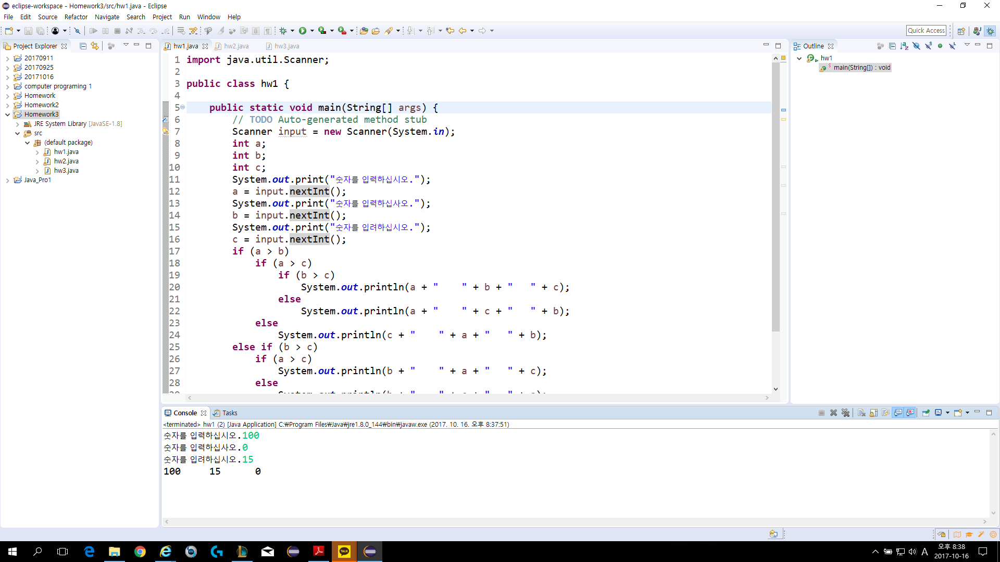 eclipse-workspace - Homework3/src/hw1.java - Eclipse
File Edit Source Refactor Navigate Search Project Run Window Help
Quick Access
Project Explorer
20170911
20170925
20171016
computer programing 1
Homework
Homework2
Homework3
JRE System Library [JavaSE-1.8]
src
(default package)
hw1.java
hw2.java
hw3.java
Java_Pro1
hw1.java hw2.java hw3.java
1 import java.util.Scanner;
2
3 public class hw1 {
4
5 public static void main(String[] args) {
6 // TODO Auto-generated method stub
7 Scanner input = new Scanner(System.in);
8 int a;
9 int b;
10 int c;
11 System.out.print("숫자를 입력하십시오.");
12 a = input.nextInt();
13 System.out.print("숫자를 입력하십사오.");
14 b = input.nextInt();
15 System.out.print("숫자를 입려하십시오.");
16 c = input.nextInt();
17 if (a > b)
18 if (a > c)
19 if (b > c)
20 System.out.println(a + "    " + b + "   " + c);
21 else
22 System.out.println(a + "    " + c + "   " + b);
23 else
24 System.out.println(c + "    " + a + "   " + b);
25 else if (b > c)
26 if (a > c)
27 System.out.println(b + "    " + a + "   " + c);
28 else
Outline
hw1
main(String[]) : void
Console Tasks
<terminated> hw1 (2) [Java Application] C:₩Program Files₩Java₩jre1.8.0_144₩bin₩javaw.exe (2017. 10. 16. 오후 8:37:51)
숫자를 입력하십시오.100
숫자를 입력하십사오.0
숫자를 입려하십시오.15
100     15      0
TALK
A
오후 8:38
2017-10-16